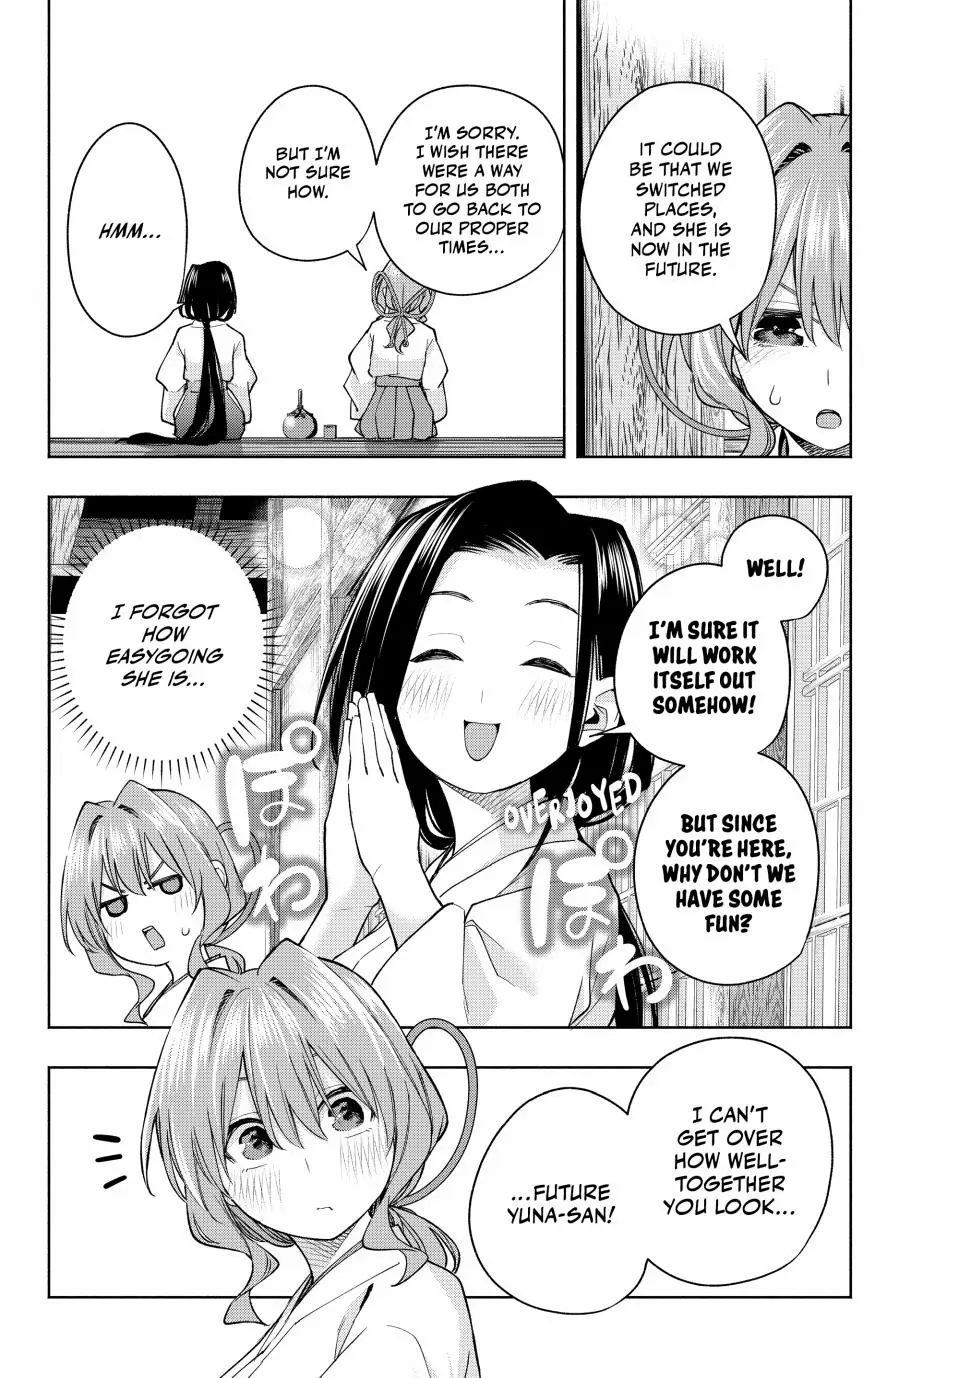 IT COULD
BE THAT WE
SWITCHED
PLACES,
AND SHE IS
NOW IN THE
FUTURE.
I'M SORRY.
I WISH THERE
WERE A WAY
FOR US BOTH
TO GO BACK TO
OUR PROPER
TIMES...
BUT I'M
NOT SURE
HOW.
HMM...
WELL!
I'M SURE IT
WILL WORK
ITSELF OUT
SOMEHOW!
BUT SINCE
YOU'RE HERE,
WHY DON'T WE
HAVE SOME
FUN?
OVERJOYED
ぽわ
ぽわ
I FORGOT
HOW
EASYGOING
SHE IS...
I CAN'T
GET OVER
HOW WELL-
TOGETHER
YOU LOOK...
...FUTURE
YUNA-SAN!